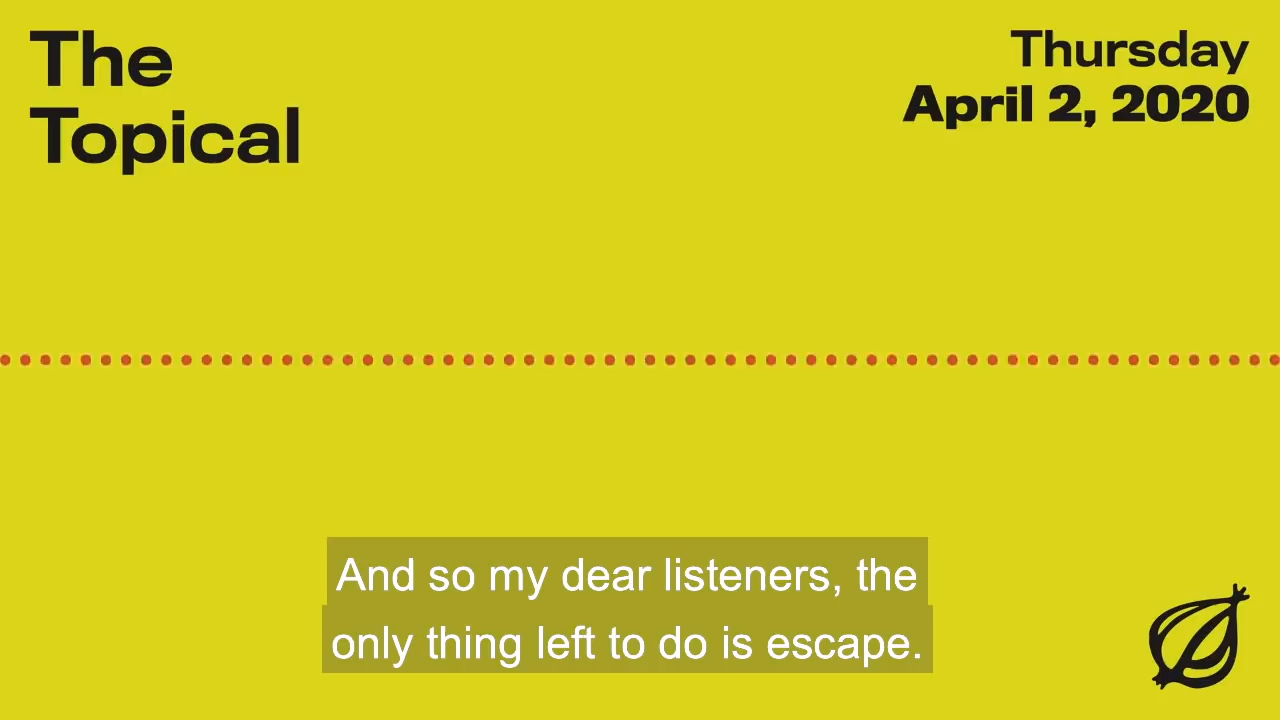 The
Topical
Thursday
April 2, 2020
And so my dear listeners, the
only thing left to do is escape.